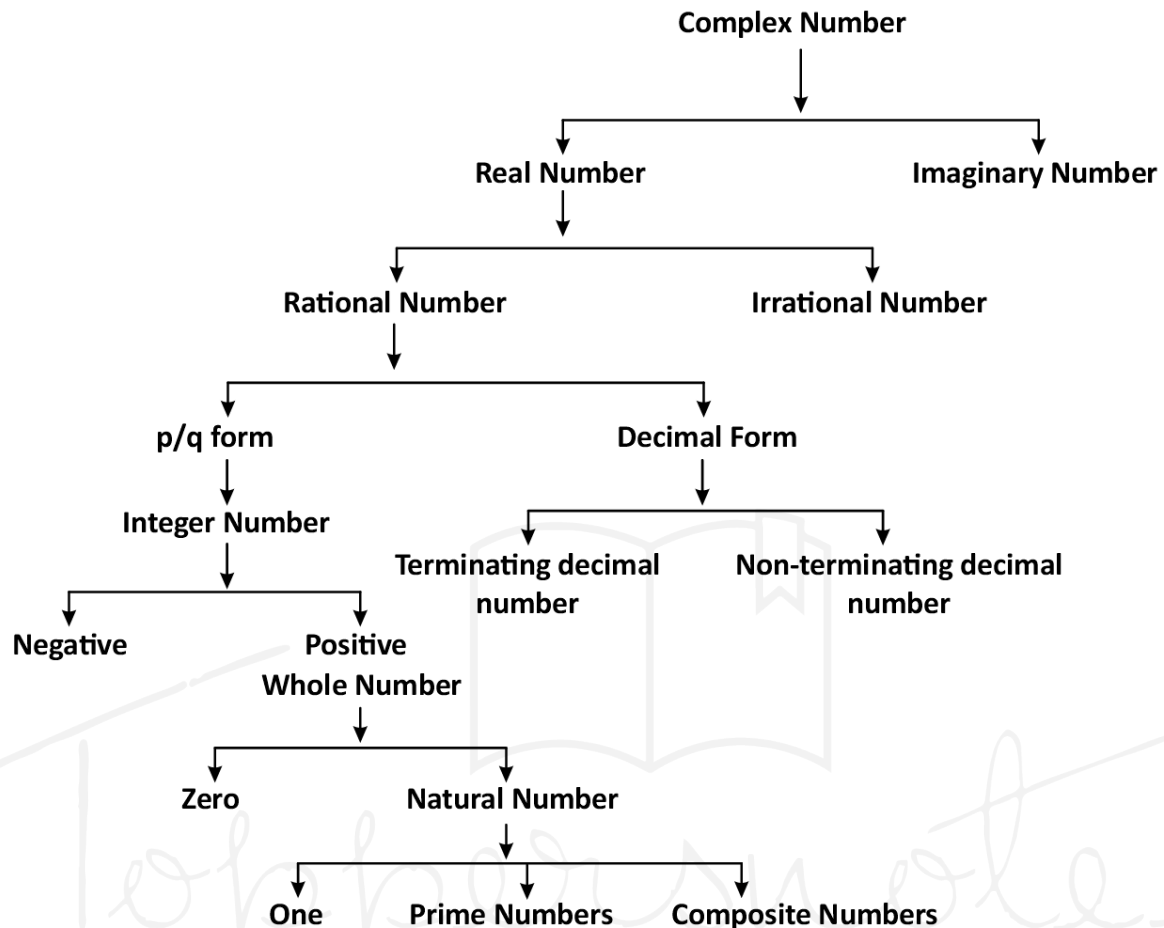 Complex Number
Real Number
Imaginary Number
Rational Number
Irrational Number
p/q form
Decimal Form
Integer Number
Terminating decimal
number
Non-terminating decimal
number
Negative
Positive
Whole Number
Zero
Natural Number
One
Prime Numbers
Composite Numbers
Toppersnotes